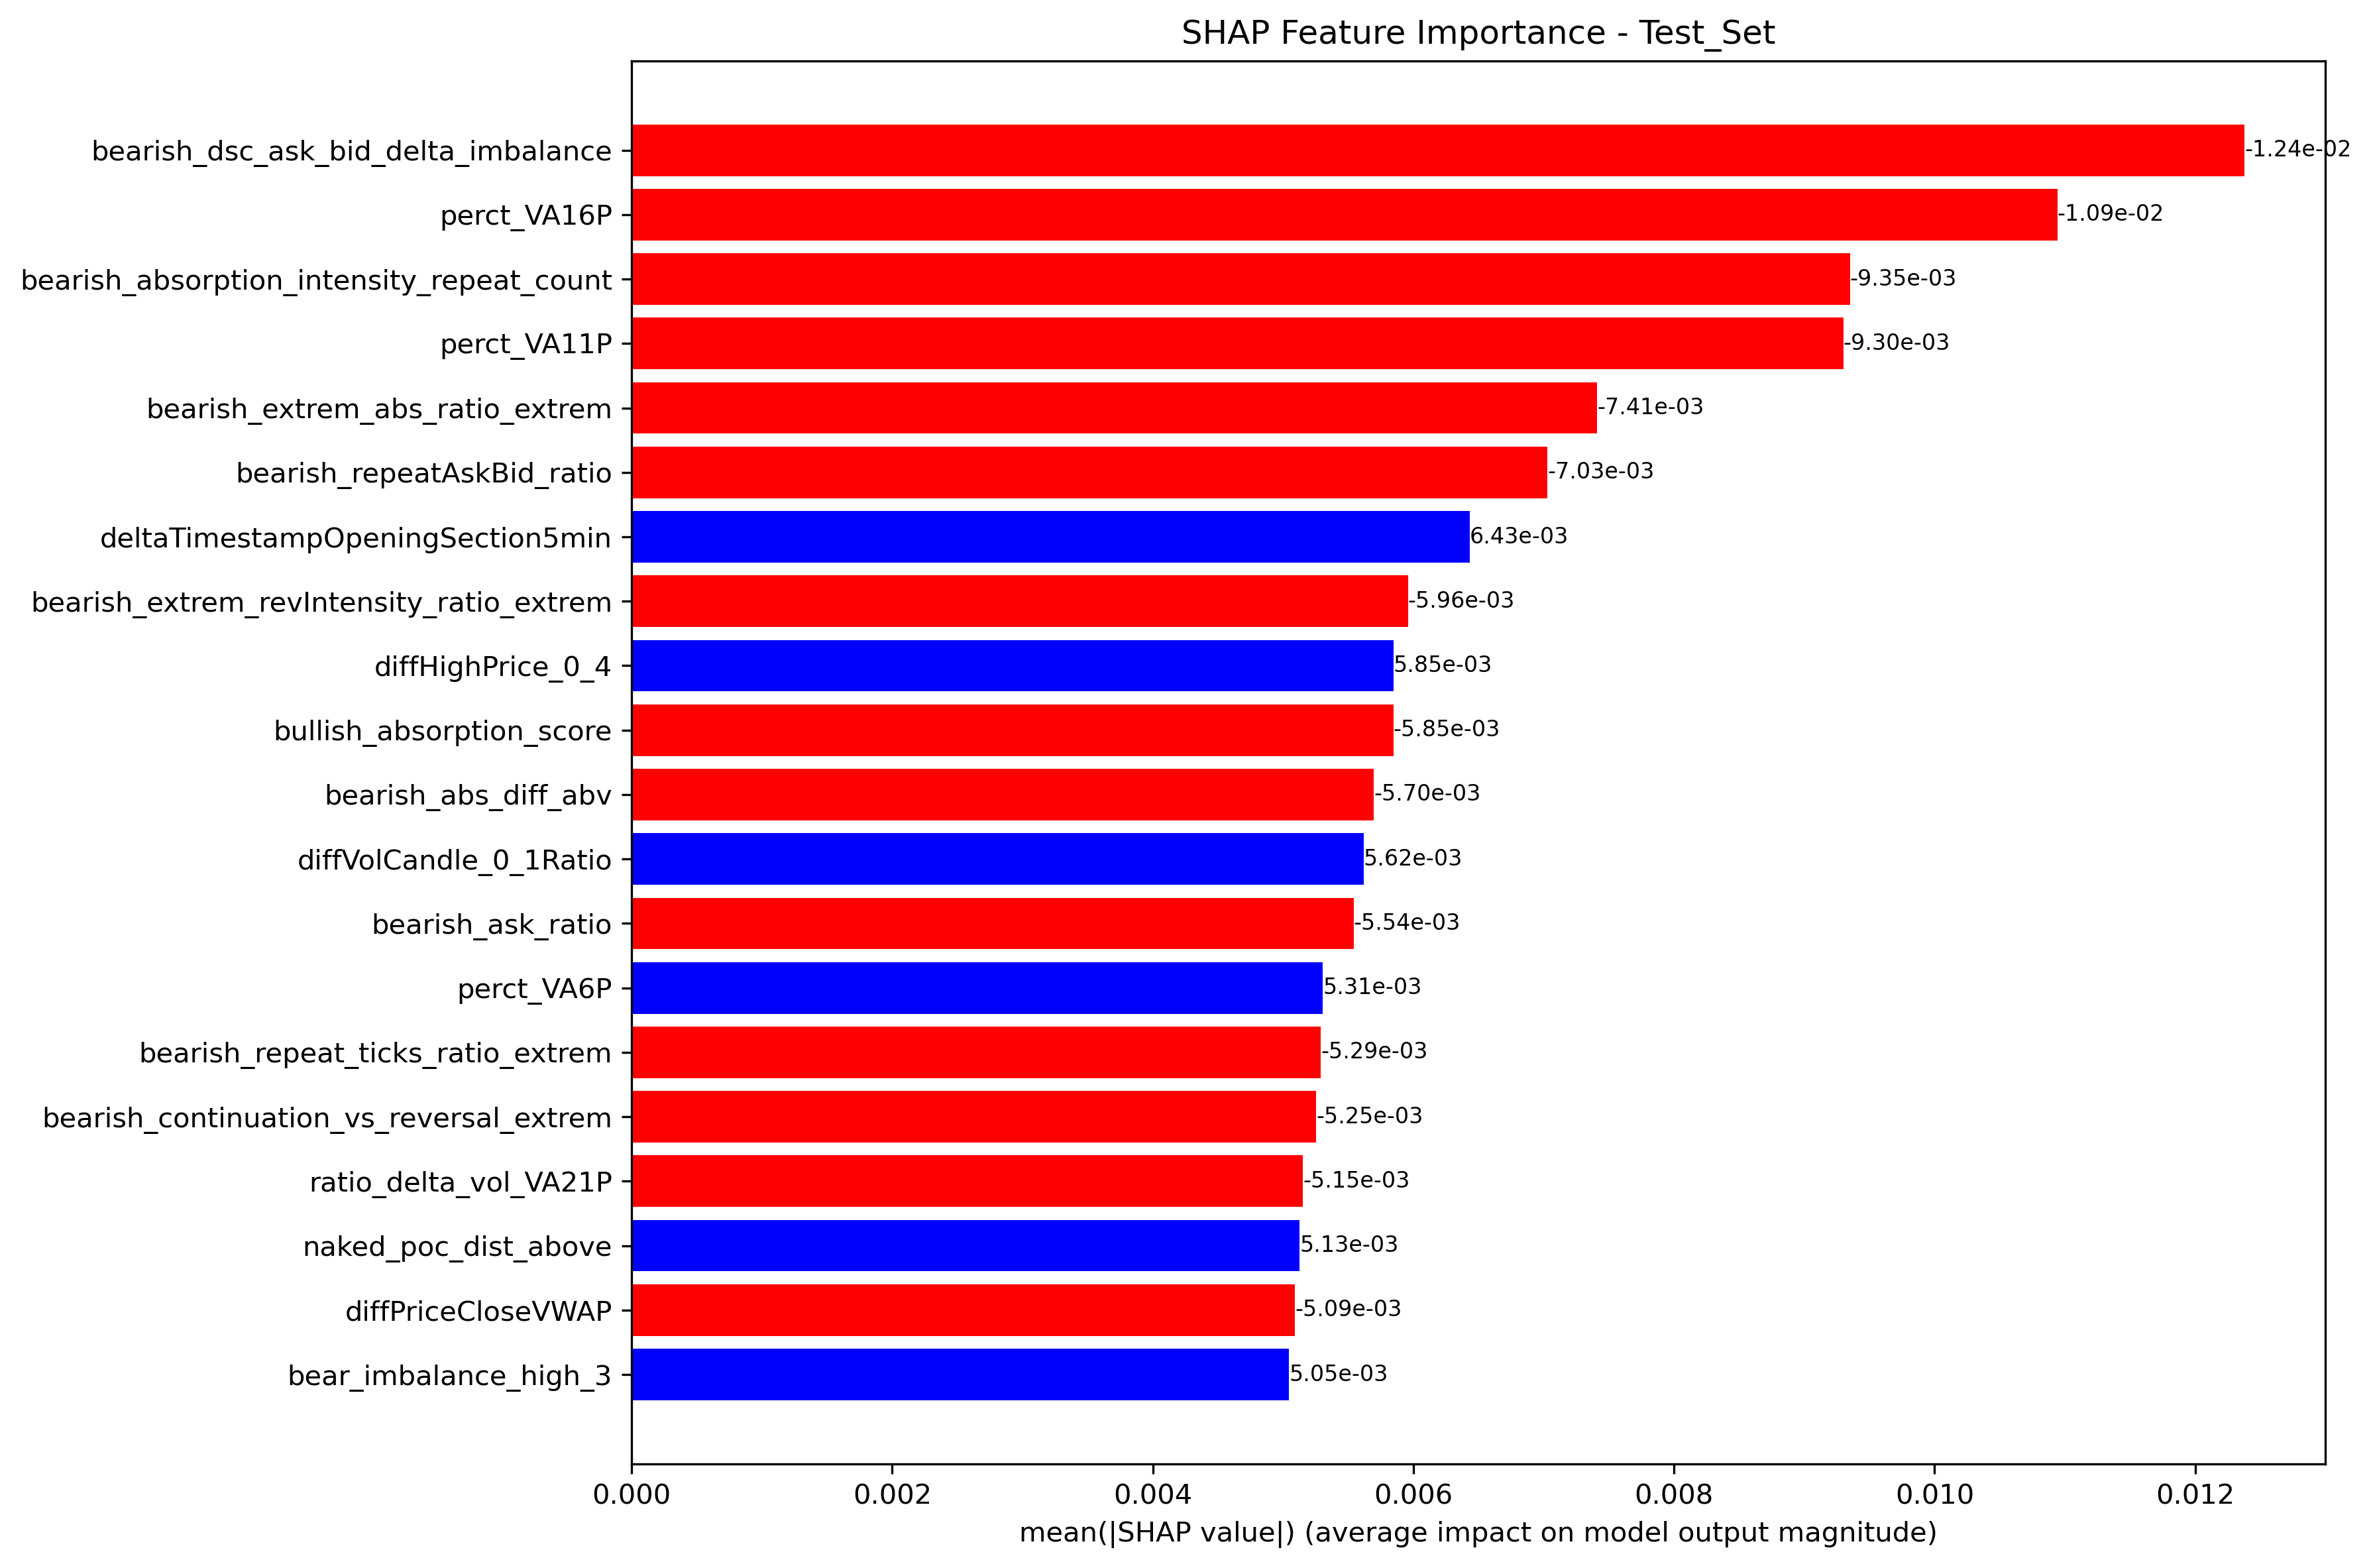 SHAP Feature Importance - Test_Set
bearish_dsc_ask_bid_delta_imbalance -1.24e-02
perct_VA16P -1.09e-02
bearish_absorption_intensity_repeat_count -9.35e-03
perct_VA11P -9.30e-03
bearish_extrem_abs_ratio_extrem -7.41e-03
bearish_repeatAskBid_ratio -7.03e-03
deltaTimestampOpeningSection5min 6.43e-03
bearish_extrem_revIntensity_ratio_extrem -5.96e-03
diffHighPrice_0_4 5.85e-03
bullish_absorption_score -5.85e-03
bearish_abs_diff_abv -5.70e-03
diffVolCandle_0_1Ratio 5.62e-03
bearish_ask_ratio -5.54e-03
perct_VA6P 5.31e-03
bearish_repeat_ticks_ratio_extrem -5.29e-03
bearish_continuation_vs_reversal_extrem -5.25e-03
ratio_delta_vol_VA21P -5.15e-03
naked_poc_dist_above 5.13e-03
diffPriceCloseVWAP -5.09e-03
bear_imbalance_high_3 5.05e-03
0.000 0.002 0.004 0.006 0.008 0.010 0.012
mean(|SHAP value|) (average impact on model output magnitude)